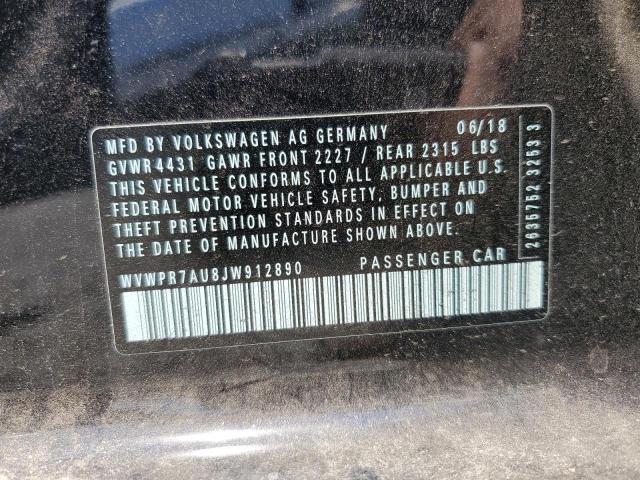 MFD BY VOLKSWAGEN AG GERMANY 06/18
GVWR 4431 GAWR FRONT 2227 / REAR 2315 LBS
THIS VEHICLE CONFORMS TO ALL APPLICABLE U.S.
FEDERAL MOTOR VEHICLE SAFETY, BUMPER AND
THEFT PREVENTION STANDARDS IN EFFECT ON
THE DATE OF MANUFACTURE SHOWN ABOVE.
WVWPR7AU8JW912890 PASSENGER CAR
2635752 3253 3